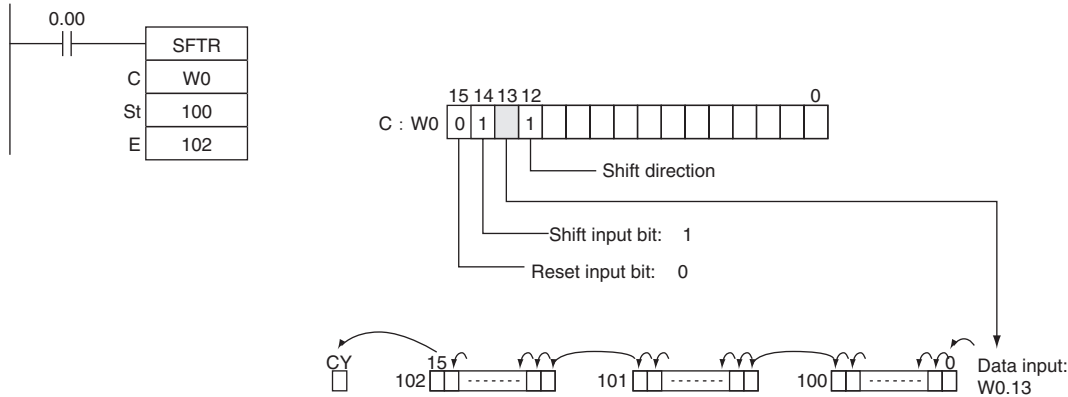 0.00
SFTR
C W0
St 100
E 102
15 14 13 12 0
C : W0 0 1 1
Shift direction
Shift input bit: 1
Reset input bit: 0
CY 15 0 Data input:
102 101 100 W0.13